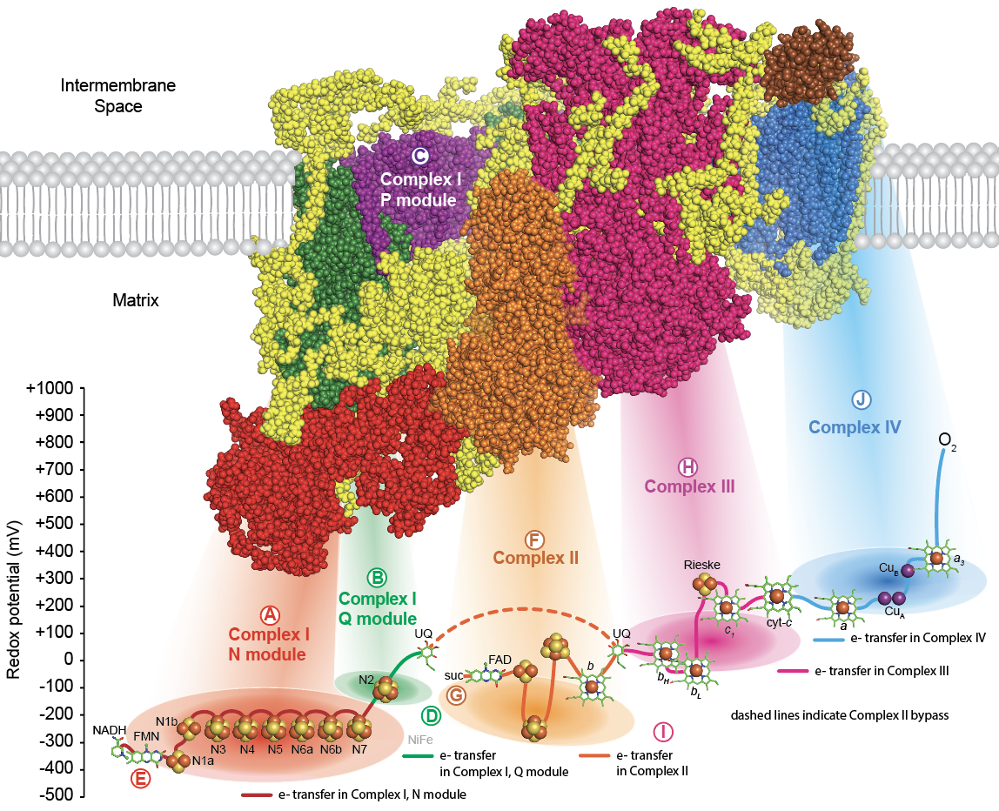 Intermembrane
Space
C
Complex I
P module
Matrix
+1000
+900
+800
+700
+600
+500
+400
+300
+200
+100
0
-100
-200
-300
-400
-500
Redox potential (mV)
J
Complex IV
O2
H
Complex III
F
Complex II
B
Complex I
Q module
A
Complex I
N module
Rieske
CuB
a3
CuA
a
cyt-c
c1
UQ
UQ
FAD
suc
b
bH
bL
N2
G
D
NiFe
I
NADH
FMN
N1b
N1a
N3
N4
N5
N6a
N6b
N7
E
e- transfer in Complex IV
e- transfer in Complex III
dashed lines indicate Complex II bypass
e- transfer
in Complex I, Q module
e- transfer
in Complex II
e- transfer in Complex I, N module